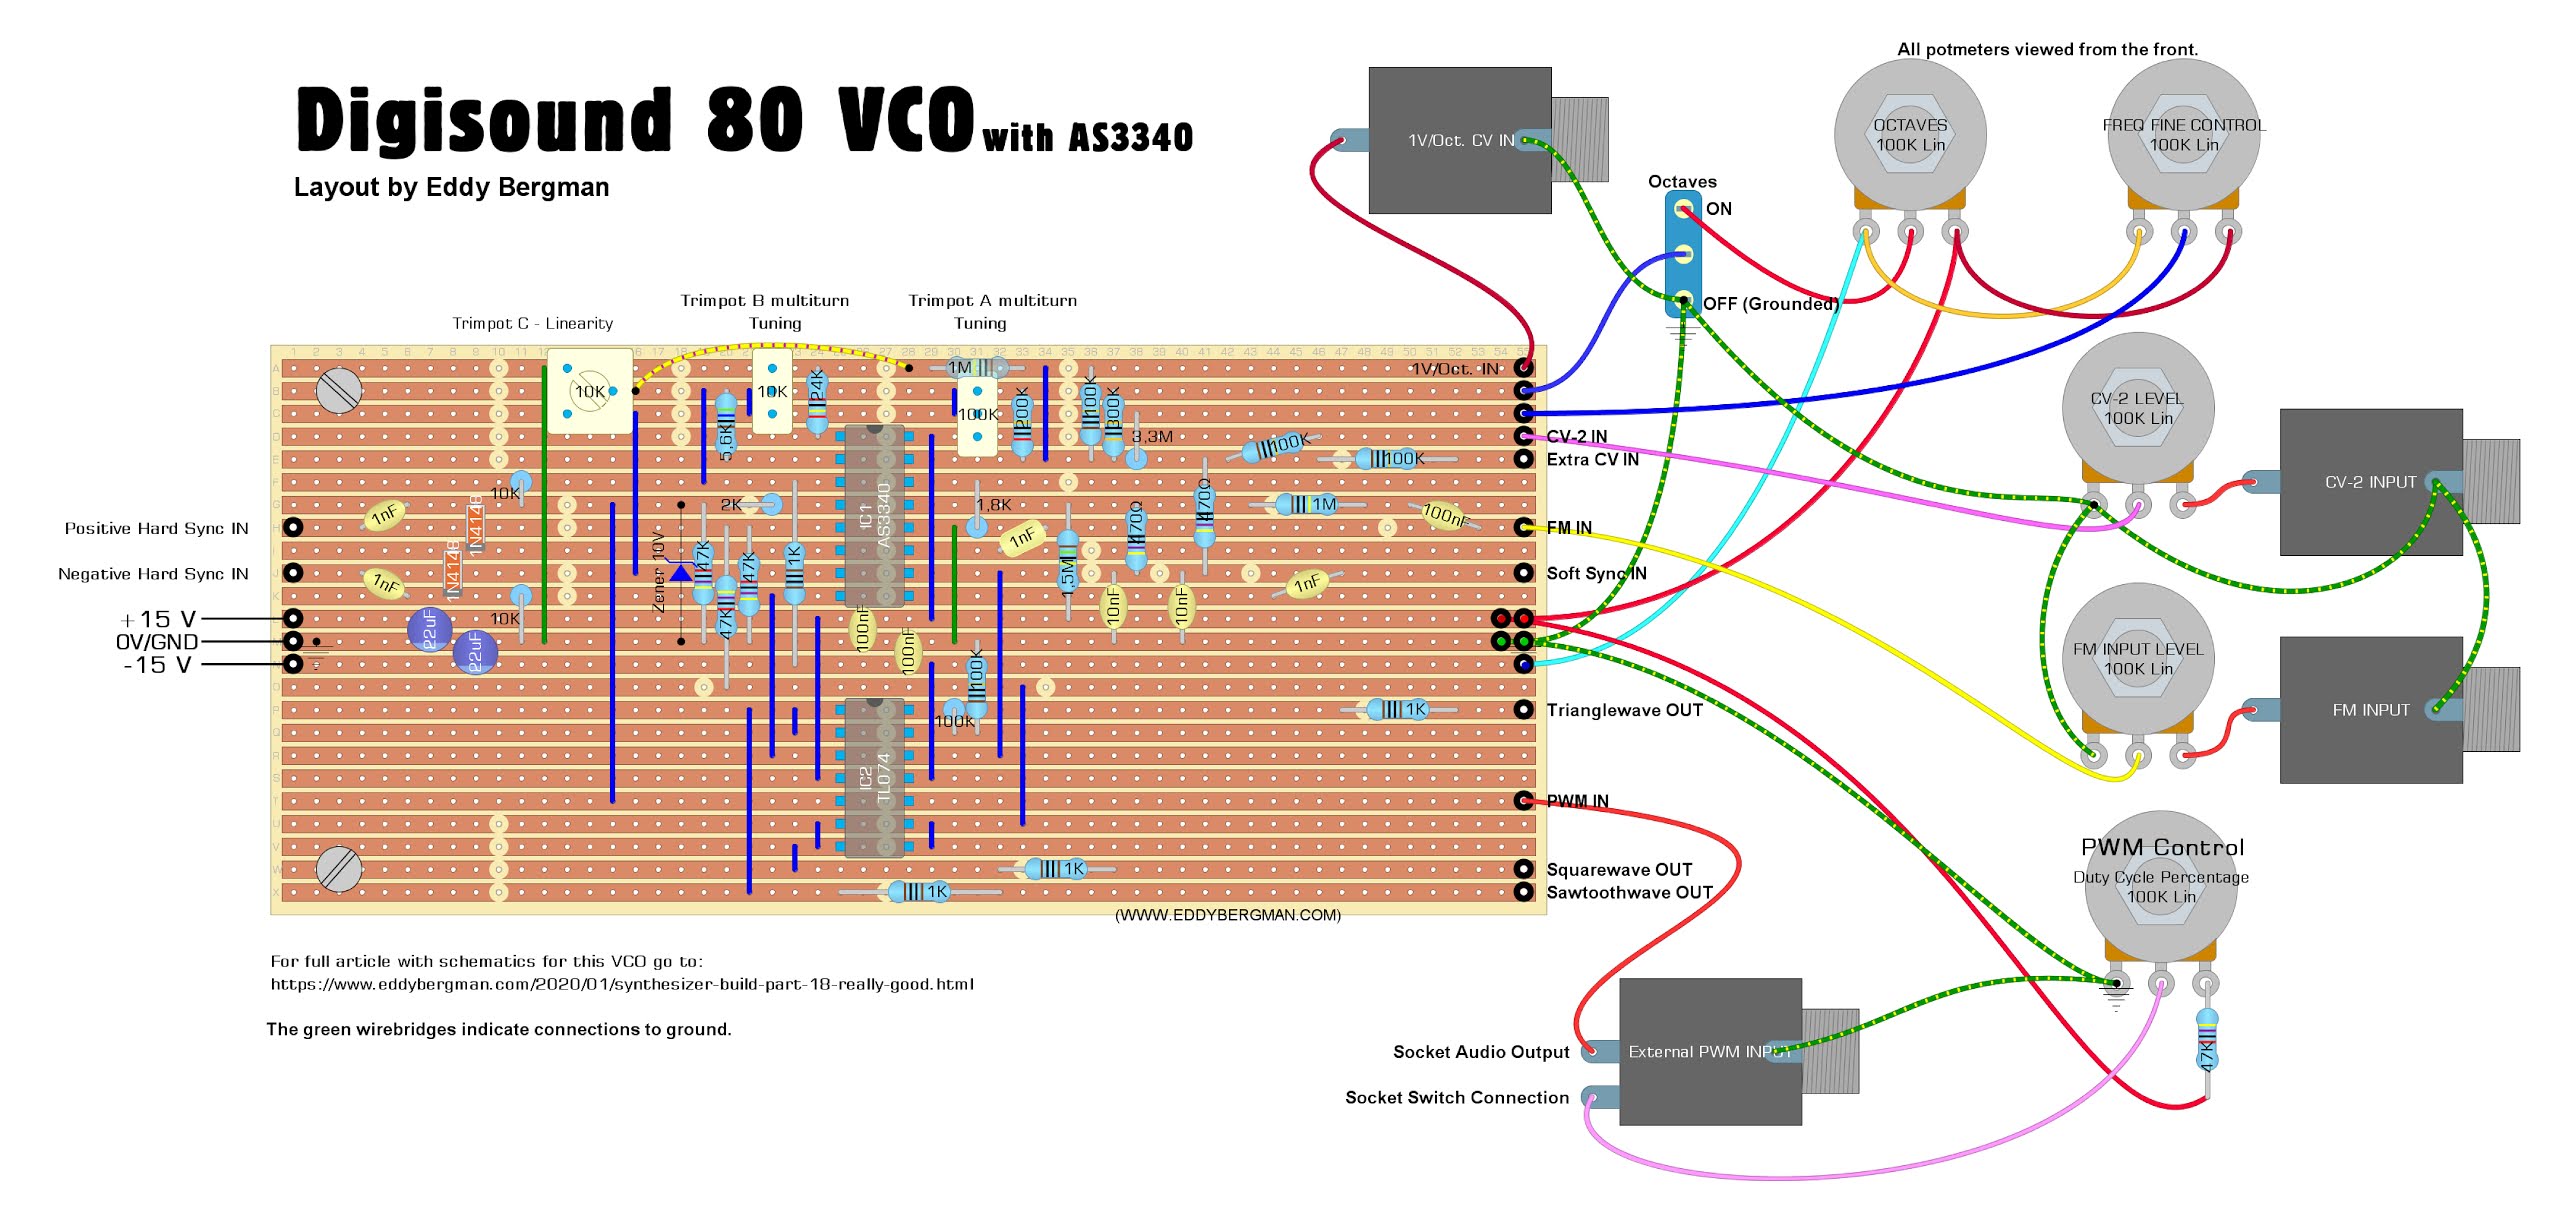 All potmeters viewed from the front.
Digisound 80 VCO with AS3340
Layout by Eddy Bergman
1V/Oct. CV IN
OCTAVES
100K Lin
FREQ FINE CONTROL
100K Lin
Octaves
ON
OFF (Grounded)
Trimpot C - Linearity
Trimpot B multiturn
Tuning
Trimpot A multiturn
Tuning
10K
10K
24K
5,6K
1M
100K
200K
100K
300K
3,3M
1V/Oct. IN
CV-2 IN
Extra CV IN
100K
100K
CV-2 LEVEL
100K Lin
CV-2 INPUT
10K
1nF
1N4148
1N4148
1nF
10K
22uF
22uF
2K
Zener 10V
47K
47K
47K
1K
IC1
AS3340
1,8K
1nF
1,5M
470Ω
470Ω
1M
100nF
1nF
10nF
10nF
100nF
100nF
100K
100K
Positive Hard Sync IN
Negative Hard Sync IN
+15 V
0V/GND
-15 V
FM IN
Soft Sync IN
FM INPUT LEVEL
100K Lin
FM INPUT
IC2
TL074
1K
Trianglewave OUT
PWM IN
1K
1K
Squarewave OUT
Sawtoothwave OUT
PWM Control
Duty Cycle Percentage
100K Lin
(WWW.EDDYBERGMAN.COM)
For full article with schematics for this VCO go to:
https://www.eddybergman.com/2020/01/synthesizer-build-part-18-really-good.html
The green wirebridges indicate connections to ground.
Socket Audio Output
External PWM INPUT
Socket Switch Connection
47K